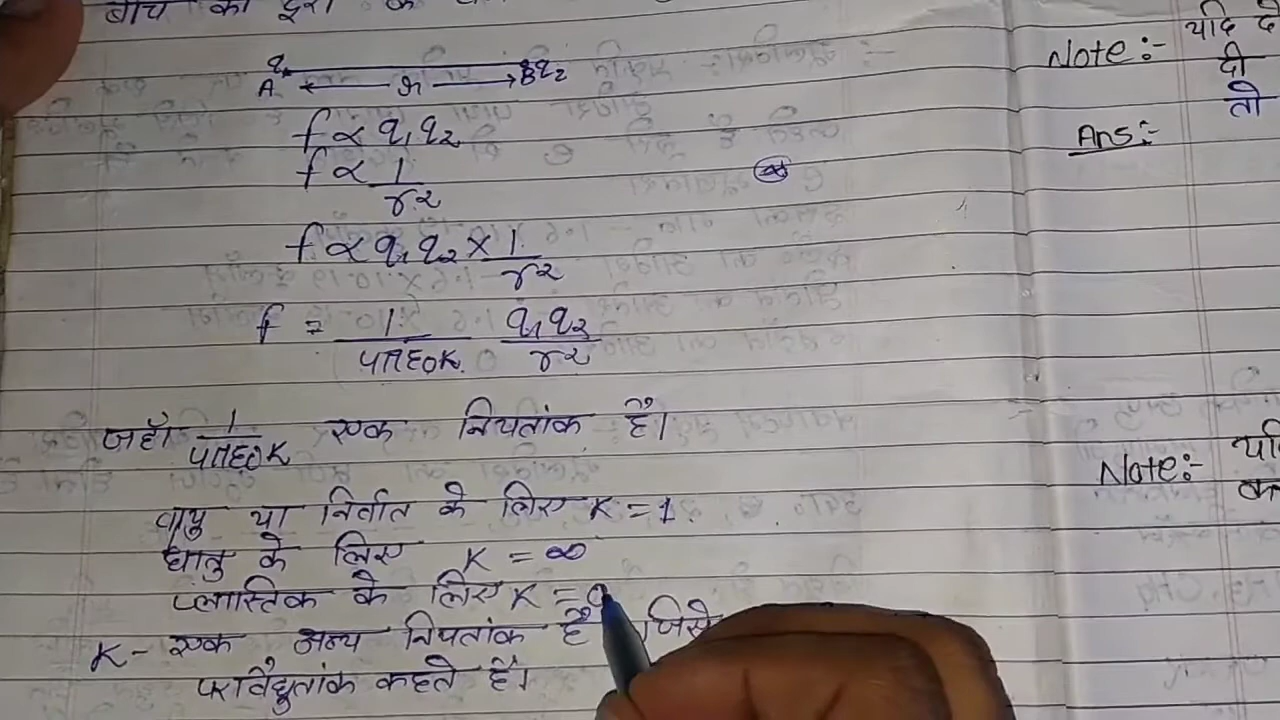 बीच की दूरी के
q₁ q₂
A r B
f ∝ q₁q₂
f ∝ 1/r²
f ∝ q₁q₂ × 1/r²
f = 1/4πε0K q₁q₂/r²
जहाँ 1/4πε0K एक नियतांक है।
वायु या निर्वात के लिए K = 1.
धातु के लिए K = ∞
प्लास्तिक के लिए K =
K - एक अन्य नियतांक है जिसे
परावैद्युतांक कहते है।
Note:- यदि दो
दी
तो
Ans:-
Note:- यदि